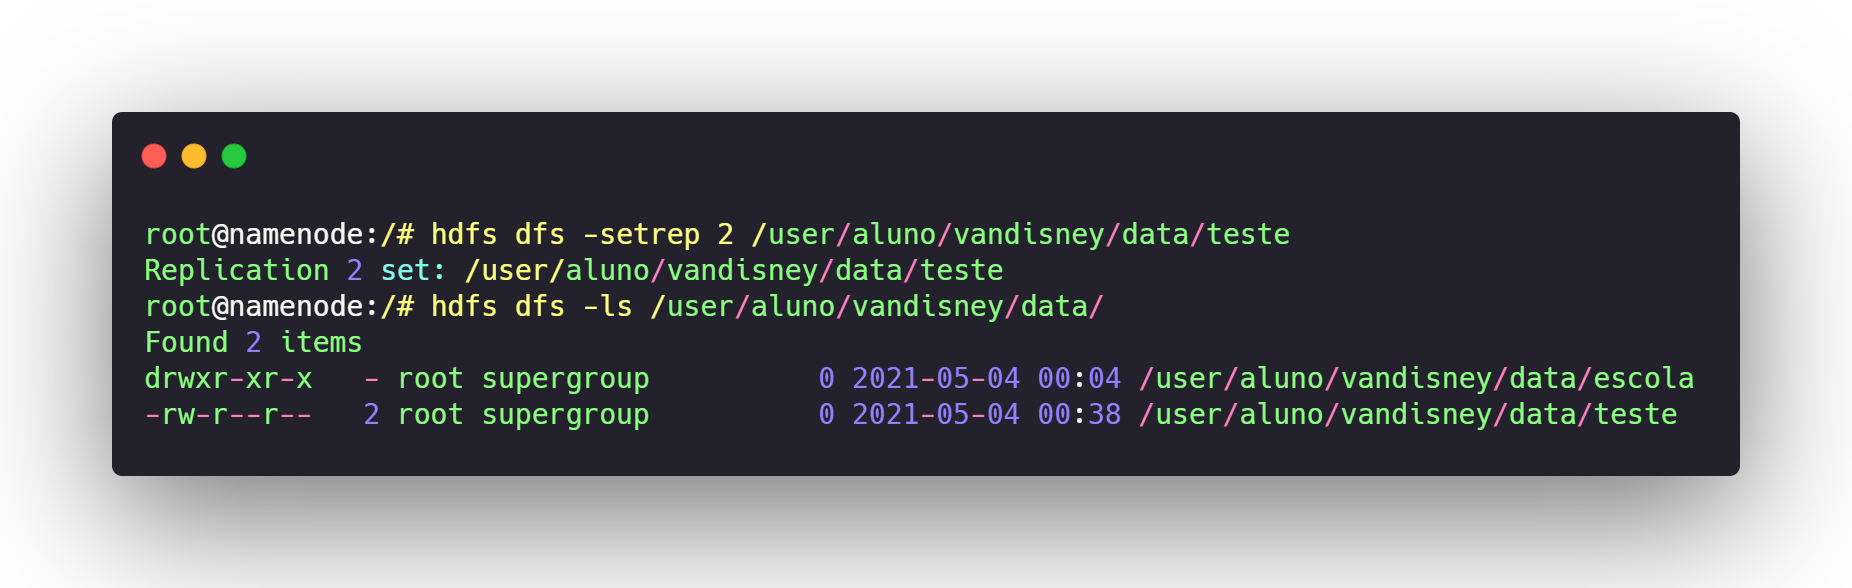 root@namenode:/# hdfs dfs -setrep 2 /user/aluno/vandisney/data/teste
Replication 2 set: /user/aluno/vandisney/data/teste
root@namenode:/# hdfs dfs -ls /user/aluno/vandisney/data/
Found 2 items
drwxr-xr-x   - root supergroup          0 2021-05-04 00:04 /user/aluno/vandisney/data/escola
-rw-r--r--   2 root supergroup          0 2021-05-04 00:38 /user/aluno/vandisney/data/teste